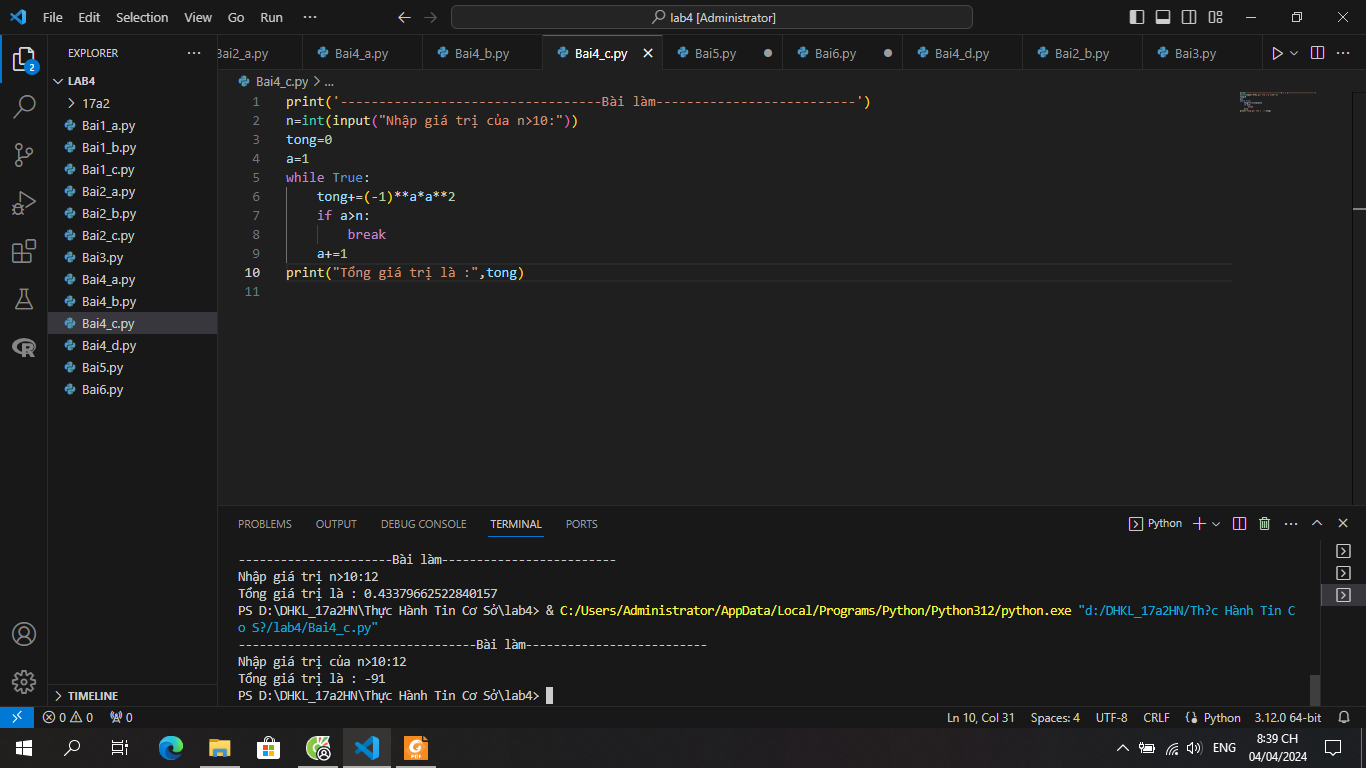 File Edit Selection View Go Run ··· lab4 [Administrator]
EXPLORER ···
Bai2_a.py Bai4_a.py Bai4_b.py Bai4_c.py Bai5.py Bai6.py Bai4_d.py Bai2_b.py Bai3.py
2
LAB4
17a2
Bai1_a.py
Bai1_b.py
Bai1_c.py
Bai2_a.py
Bai2_b.py
Bai2_c.py
Bai3.py
Bai4_a.py
Bai4_b.py
Bai4_c.py
Bai4_d.py
Bai5.py
Bai6.py
TIMELINE
Bai4_c.py > ...
1 print('----------------------------------Bài làm--------------------------')
2 n=int(input("Nhập giá trị của n>10:"))
3 tong=0
4 a=1
5 while True:
6     tong+=(-1)**a*a**2
7     if a>n:
8         break
9     a+=1
10 print("Tổng giá trị là :",tong)
11
PROBLEMS OUTPUT DEBUG CONSOLE TERMINAL PORTS Python
----------------------Bài làm-------------------------
Nhập giá trị n>10:12
Tổng giá trị là : 0.43379662522840157
PS D:\DHKL_17a2HN\Thực Hành Tin Cơ Sở\lab4> & C:/Users/Administrator/AppData/Local/Programs/Python/Python312/python.exe "d:/DHKL_17a2HN/Th?c Hành Tin C
o S?/lab4/Bai4_c.py"
----------------------------------Bài làm--------------------------
Nhập giá trị của n>10:12
Tổng giá trị là : -91
PS D:\DHKL_17a2HN\Thực Hành Tin Cơ Sở\lab4>
0 0 0 Ln 10, Col 31 Spaces: 4 UTF-8 CRLF Python 3.12.0 64-bit
ENG 8:39 CH
04/04/2024